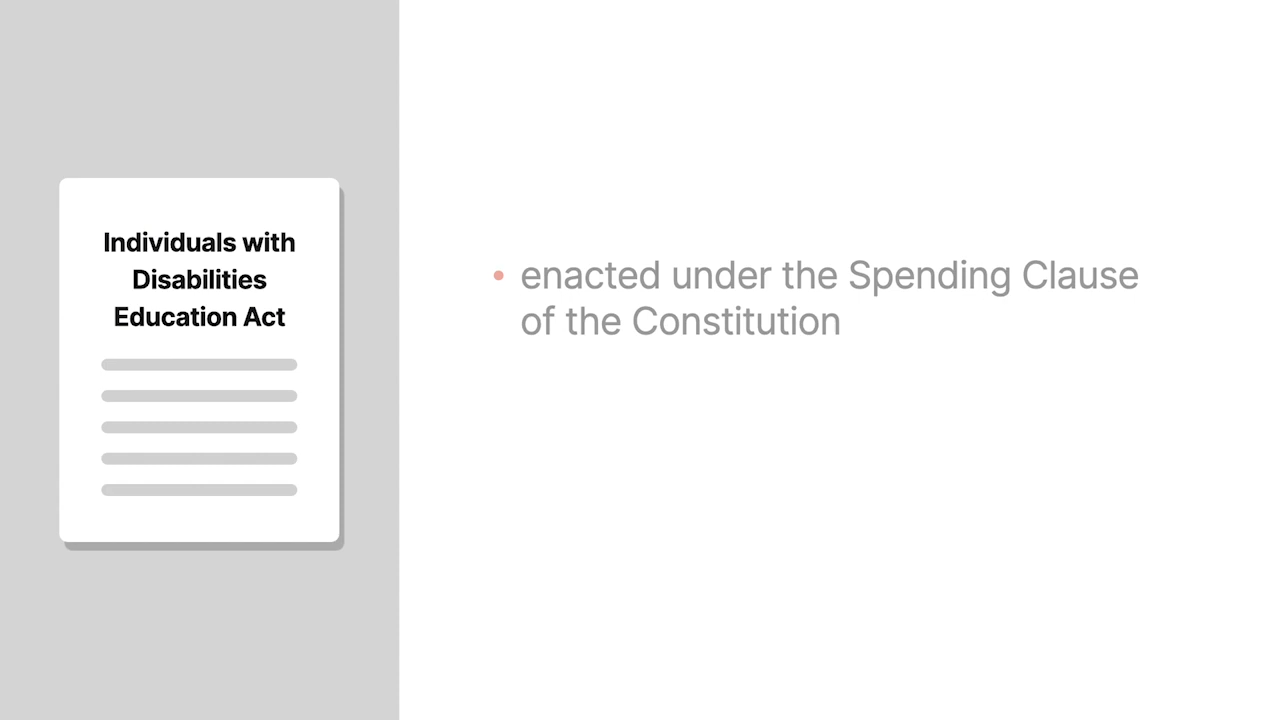 Individuals with
Disabilities
Education Act
• enacted under the Spending Clause
of the Constitution